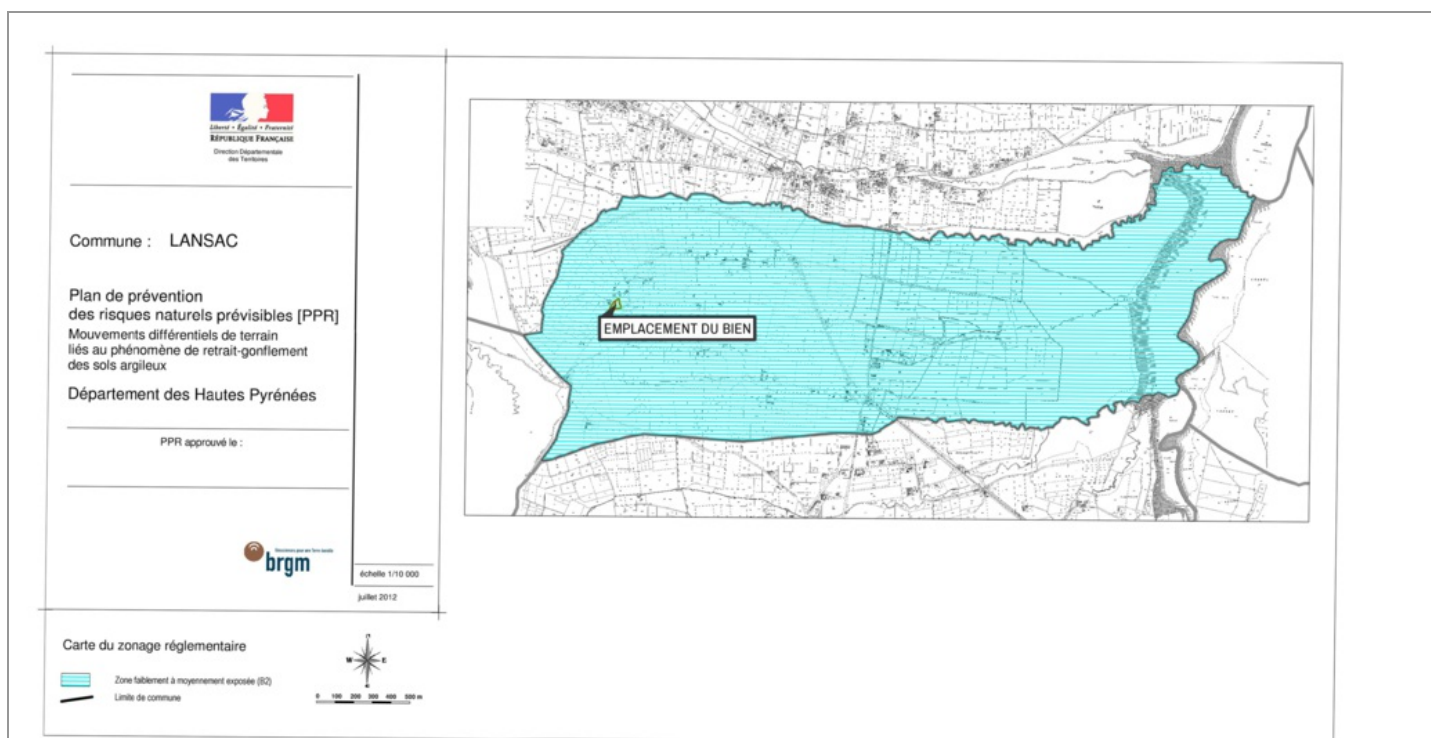 Liberté • Égalité • Fraternité
RÉPUBLIQUE FRANÇAISE
Direction Départementale
des Territoires
Commune : LANSAC
Plan de prévention
des risques naturels prévisibles [PPR]
Mouvements différentiels de terrain
liés au phénomène de retrait-gonflement
des sols argileux
Département des Hautes Pyrénées
PPR approuvé le :
brgm
échelle 1/10 000
juillet 2012
EMPLACEMENT DU BIEN
Carte du zonage réglementaire
W E
Zone faiblement à moyennement exposée (B2)
Limite de commune
0 100 200 300 400 500 m